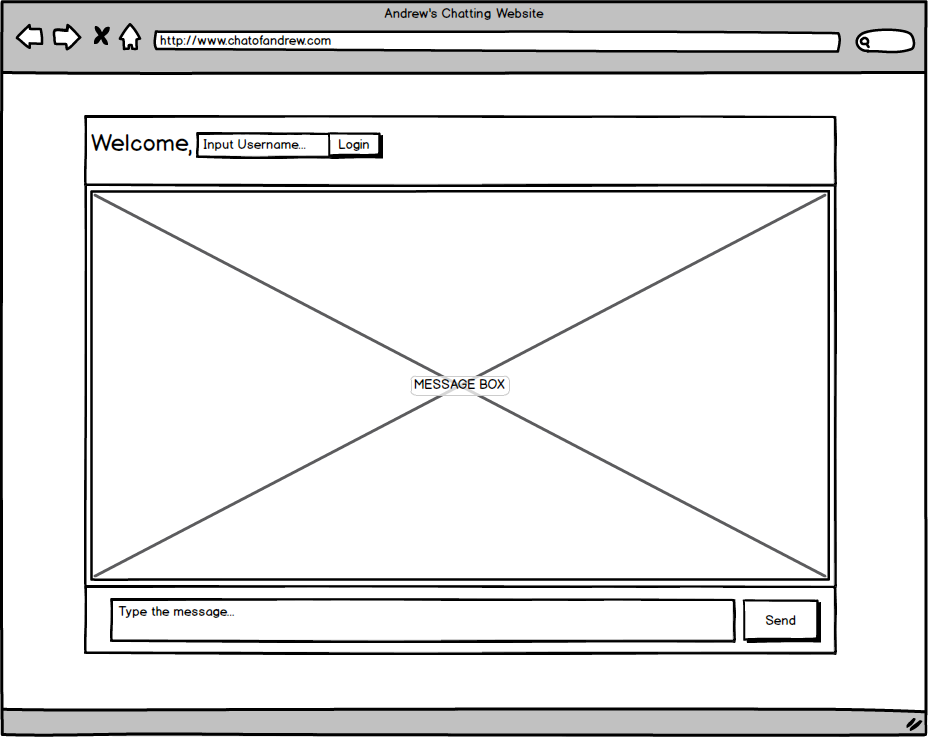 Andrew's Chatting Website
http://www.chatofandrew.com
Welcome, Input Username... Login
MESSAGE BOX
Type the message... Send